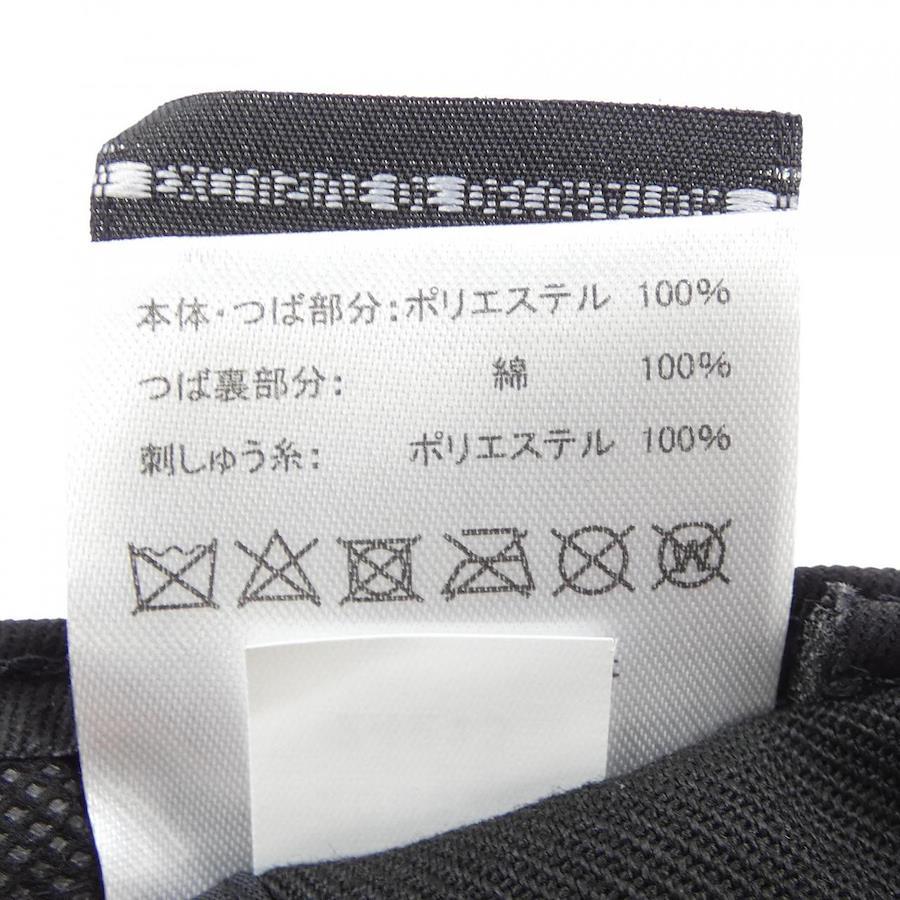 本体・つば部分：ポリエステル 100%
つば裏部分： 綿 100%
刺しゅう糸： ポリエステル 100%
W